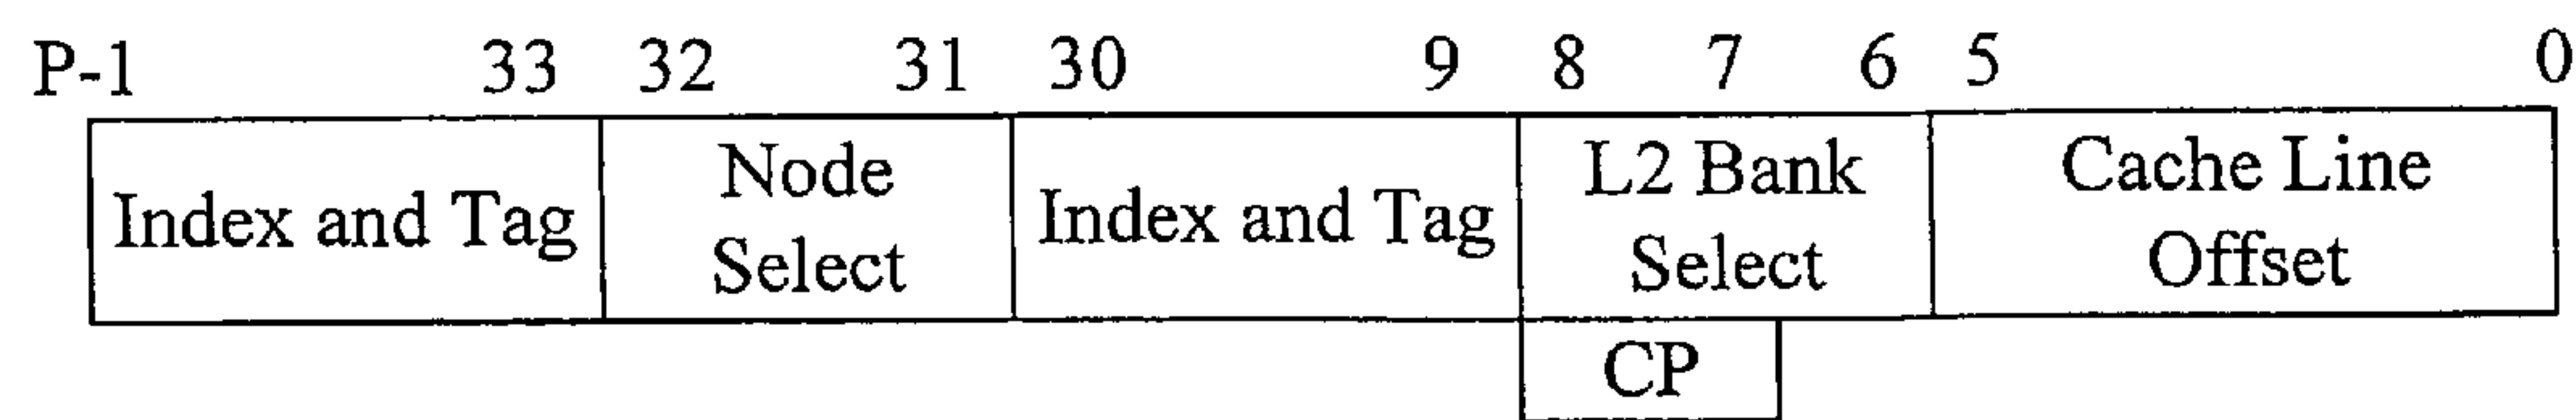 P-1 33 32 31 30 9 8 7 6 5 0
Index and Tag
Node
Select
Index and Tag
L2 Bank
Select
Cache Line
Offset
CP